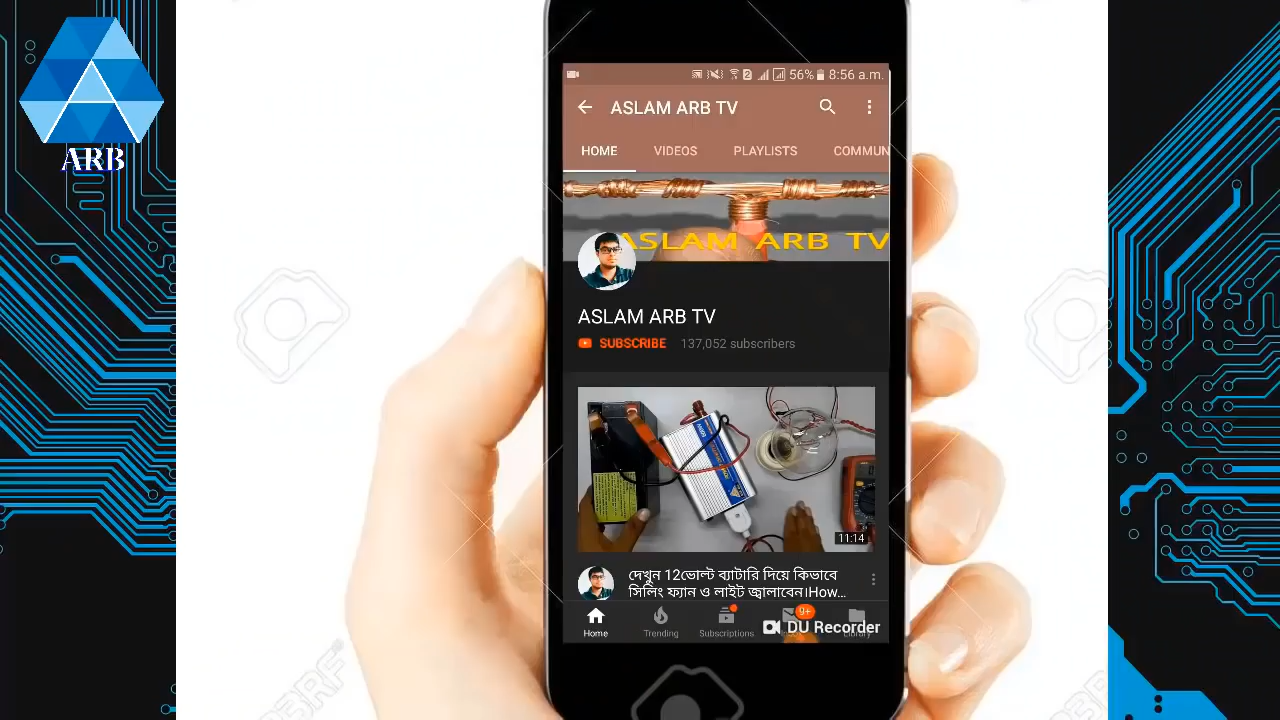 ARB
56% 8:56 a.m.
ASLAM ARB TV
HOME VIDEOS PLAYLISTS COMMUN
ASLAM ARB TV
ASLAM ARB TV
SUBSCRIBE 137,052 subscribers
11:14
দেখুন 12ভোল্ট ব্যাটারি দিয়ে কিভাবে
সিলিং ফ্যান ও লাইট জ্বালাবেন।How...
9+
DU Recorder
Home Trending Subscriptions Library